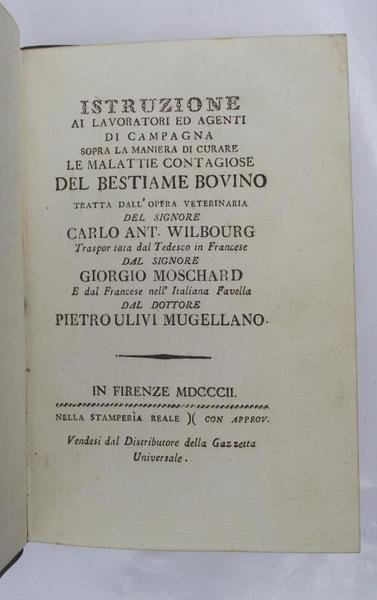 ISTRUZIONE
AI LAVORATORI ED AGENTI
DI CAMPAGNA
SOPRA LA MANIERA DI CURARE
LE MALATTIE CONTAGIOSE
DEL BESTIAME BOVINO
TRATTA DALL'OPERA VETERINARIA
DEL SIGNORE
CARLO ANT. WILBOURG
Trasportata dal Tedesco in Francese
DAL SIGNORE
GIORGIO MOSCHARD
E dal Francese nell' Italiana Favella
DAL DOTTORE
PIETRO ULIVI MUGELLANO.
IN FIRENZE MDCCCII.
NELLA STAMPERÌA REALE )( CON APPROV.
Vendesi dal Distributore della Gazzetta
Universale.